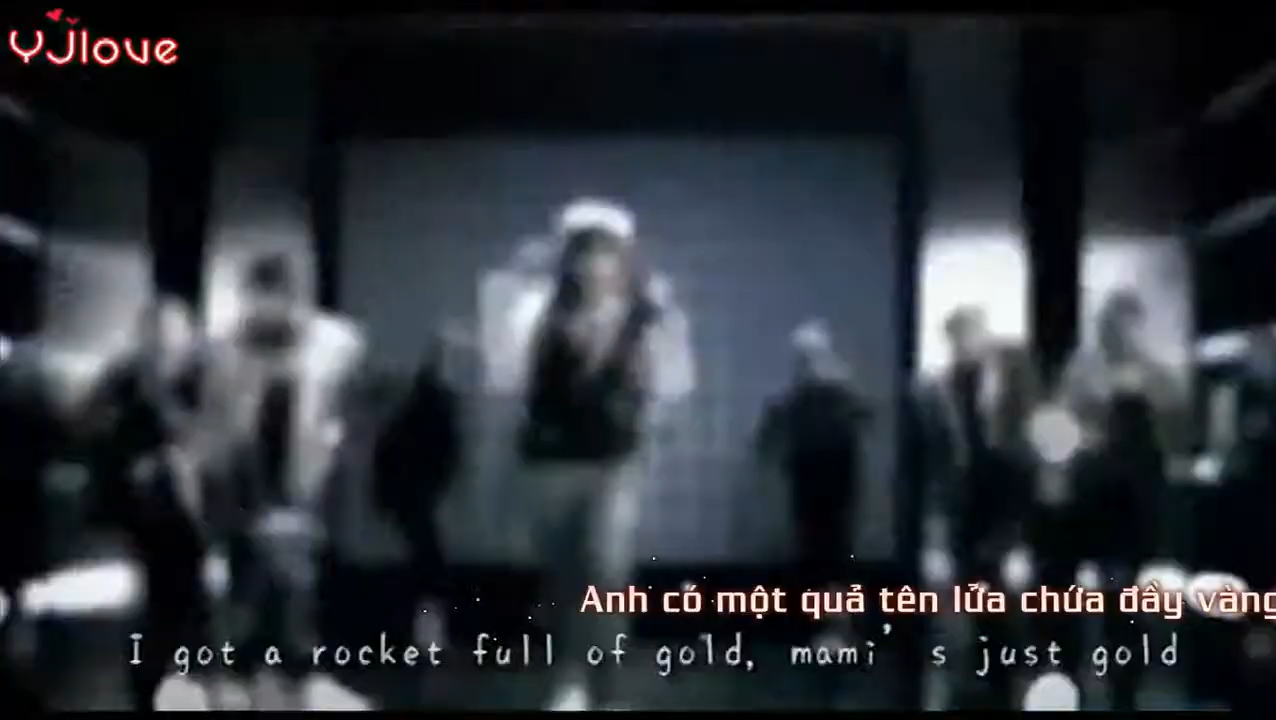 YJlove
Anh có một quả tên lửa chứa đầy vàng
I got a rocket full of gold, mami's just gold